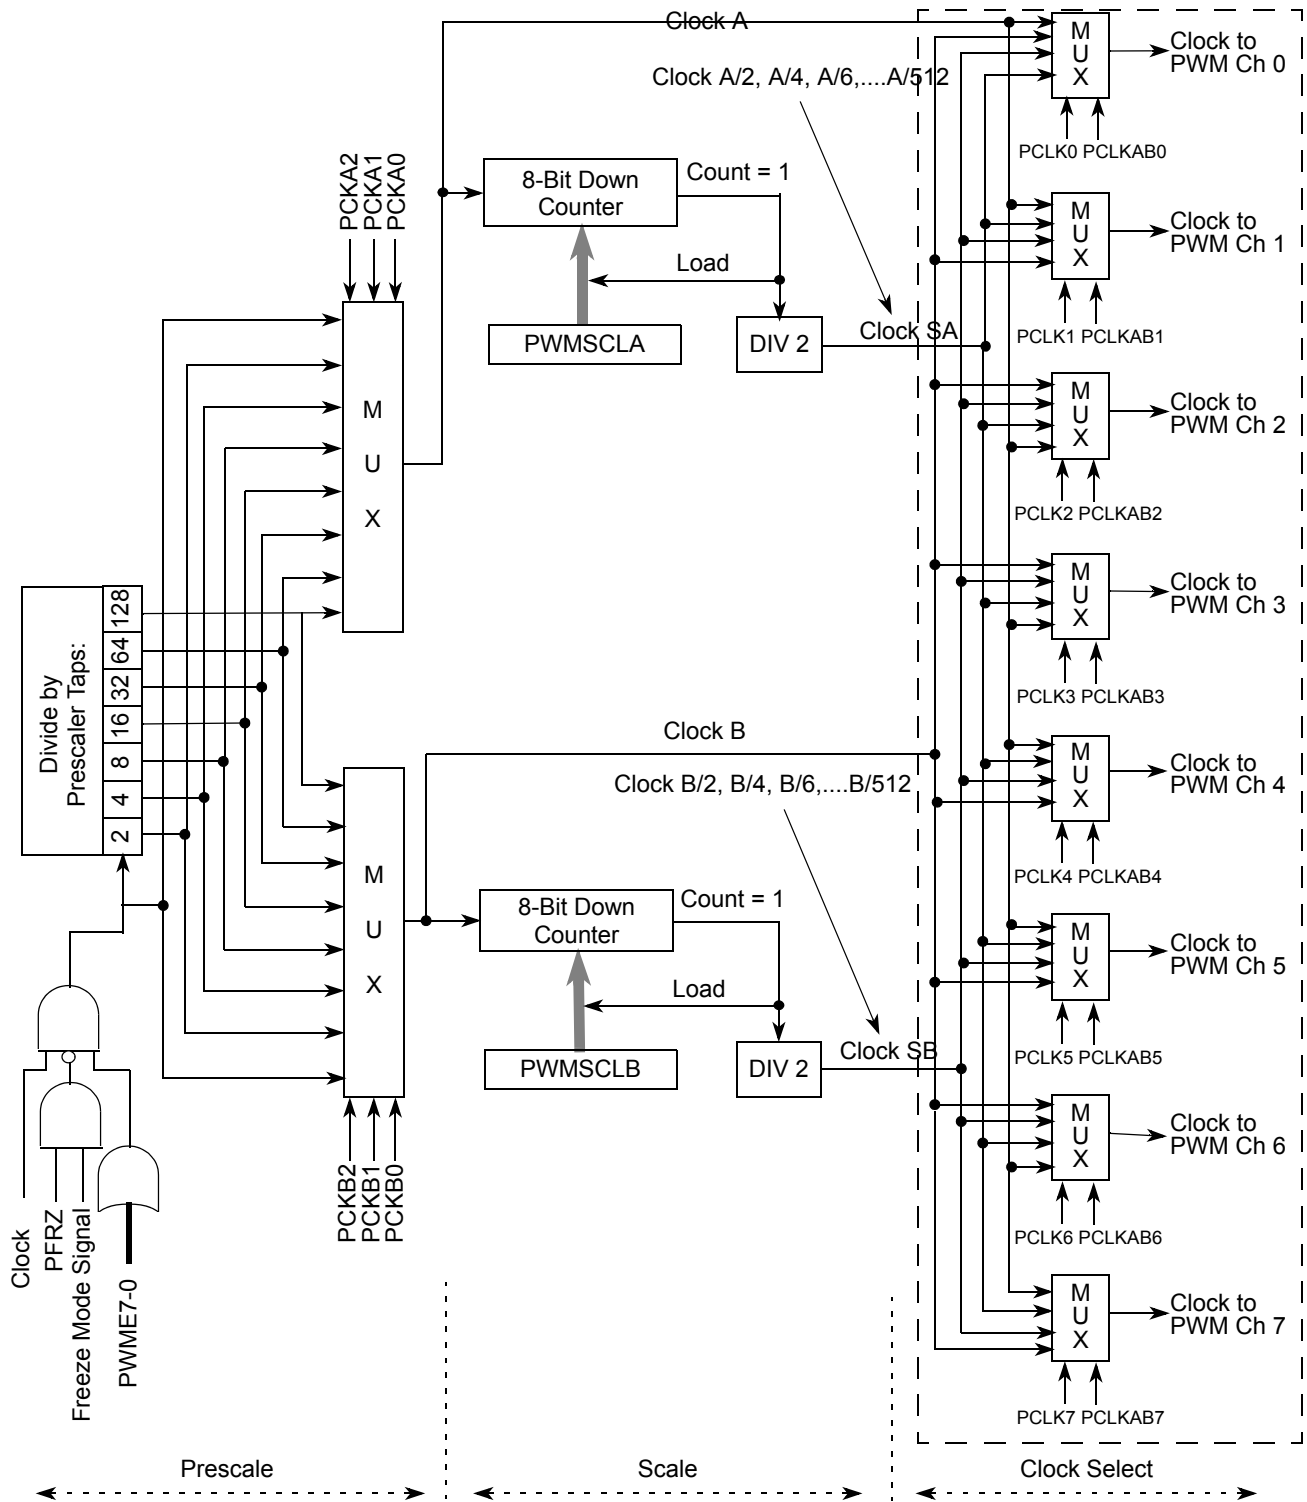 Clock A
Clock A/2, A/4, A/6,....A/512
PCKA2
PCKA1
PCKA0
8-Bit Down
Counter
Count = 1
Load
PWMSCLA
DIV 2
Clock SA
M
U
X
Divide by
Prescaler Taps:
128
64
32
16
8
4
2
Clock B
Clock B/2, B/4, B/6,....B/512
M
U
X
8-Bit Down
Counter
Count = 1
Load
PWMSCLB
DIV 2
Clock SB
PCKB2
PCKB1
PCKB0
Clock
PFRZ
Freeze Mode Signal
PWME7-0
M
U
X
Clock to
PWM Ch 0
PCLK0 PCLKAB0
M
U
X
Clock to
PWM Ch 1
PCLK1 PCLKAB1
M
U
X
Clock to
PWM Ch 2
PCLK2 PCLKAB2
M
U
X
Clock to
PWM Ch 3
PCLK3 PCLKAB3
M
U
X
Clock to
PWM Ch 4
PCLK4 PCLKAB4
M
U
X
Clock to
PWM Ch 5
PCLK5 PCLKAB5
M
U
X
Clock to
PWM Ch 6
PCLK6 PCLKAB6
M
U
X
Clock to
PWM Ch 7
PCLK7 PCLKAB7
Prescale
Scale
Clock Select